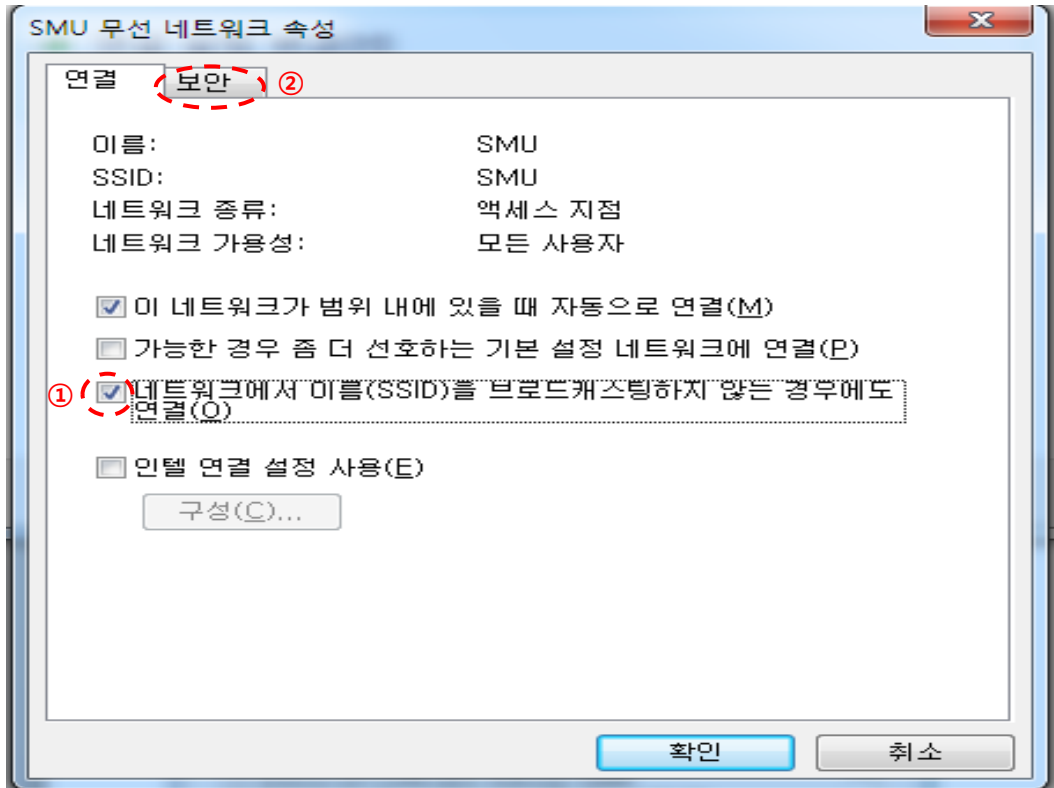 SMU 무선 네트워크 속성
연결 보안 ②
이름: SMU
SSID: SMU
네트워크 종류: 액세스 지점
네트워크 가용성: 모든 사용자
이 네트워크가 범위 내에 있을 때 자동으로 연결(M)
가능한 경우 좀 더 선호하는 기본 설정 네트워크에 연결(P)
① 네트워크에서 이름(SSID)을 브로드캐스팅하지 않는 경우에도
연결(O)
인텔 연결 설정 사용(E)
구성(C)...
확인 취소